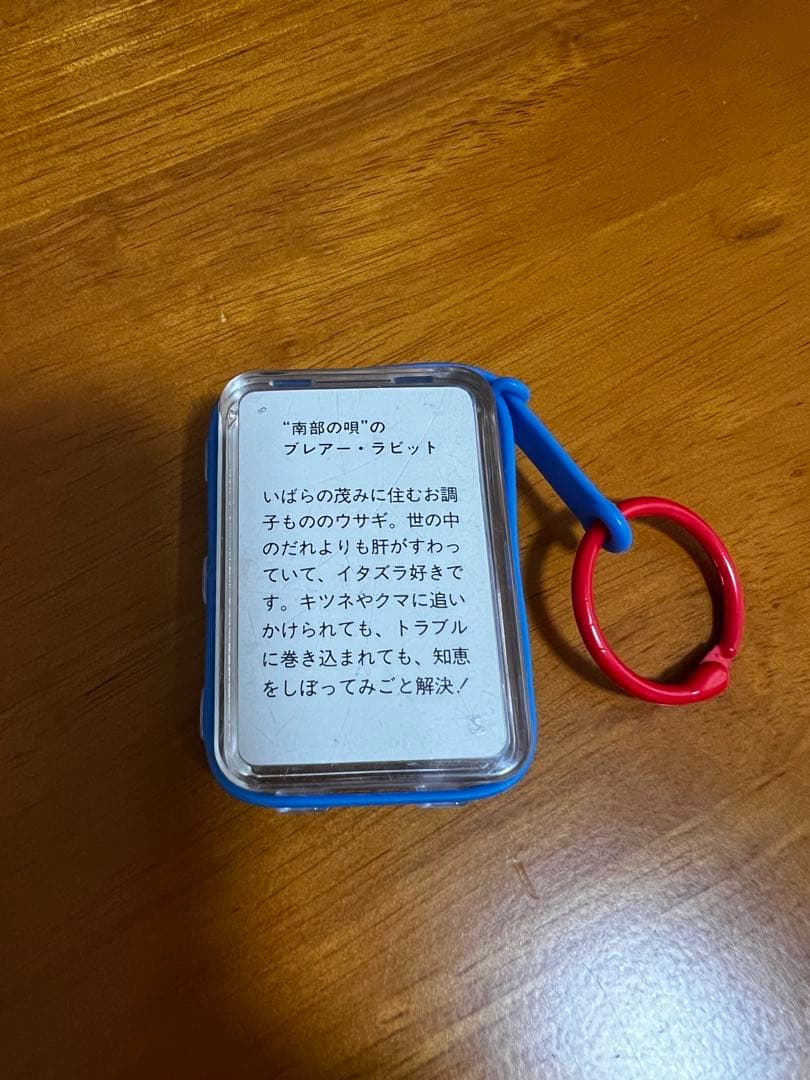 “南部の唄”の
ブレアー・ラビット
いばらの茂みに住むお調
子もののウサギ。世の中
のだれよりも肝がすわっ
ていて、イタズラ好きで
す。キツネやクマに追い
かけられても、トラブル
に巻き込まれても、知恵
をしぼってみごと解決！